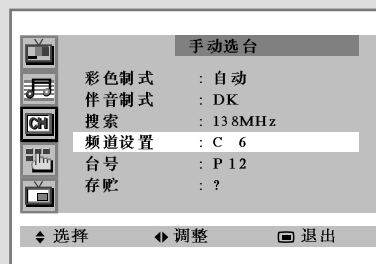 手动选台
彩色制式 : 自动
伴音制式 : DK
CH 搜索 : 138MHz
频道设置 : C 6
台号 : P 12
存贮 : ?
选择 调整 退出